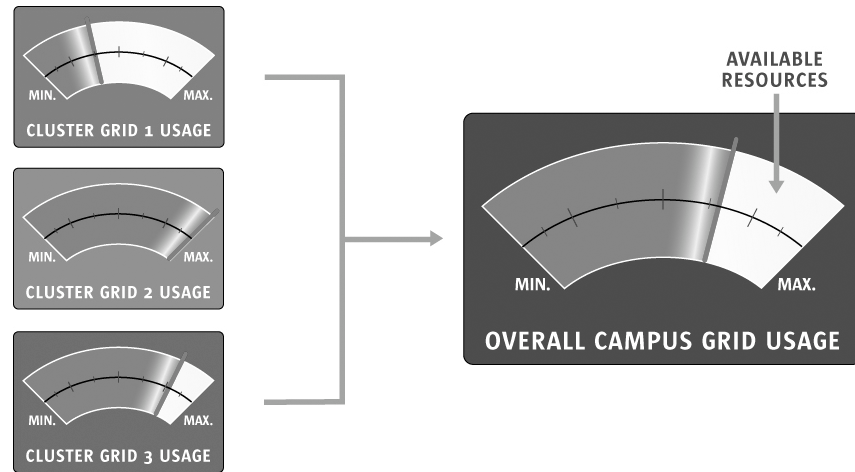 MIN.
MAX.
CLUSTER GRID 1 USAGE
MIN.
MAX.
CLUSTER GRID 2 USAGE
MIN.
MAX.
CLUSTER GRID 3 USAGE
AVAILABLE
RESOURCES
MIN.
MAX.
OVERALL CAMPUS GRID USAGE